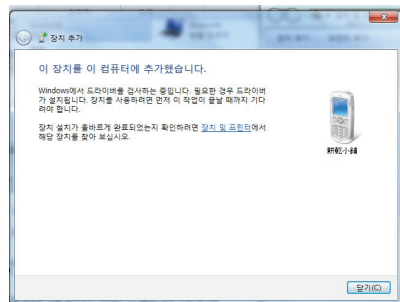 장치 추가
이 장치를 이 컴퓨터에 추가했습니다.
Windows에서 드라이버를 검사하는 중입니다. 필요한 경우 드라이버
가 설치됩니다. 장치를 사용하려면 먼저 이 작업이 끝날 때까지 기다
려야 합니다.
장치 설치가 올바르게 완료되었는지 확인하려면 장치 및 프린터에서
해당 장치를 찾아 보십시오.
餅乾小舖
닫기(C)